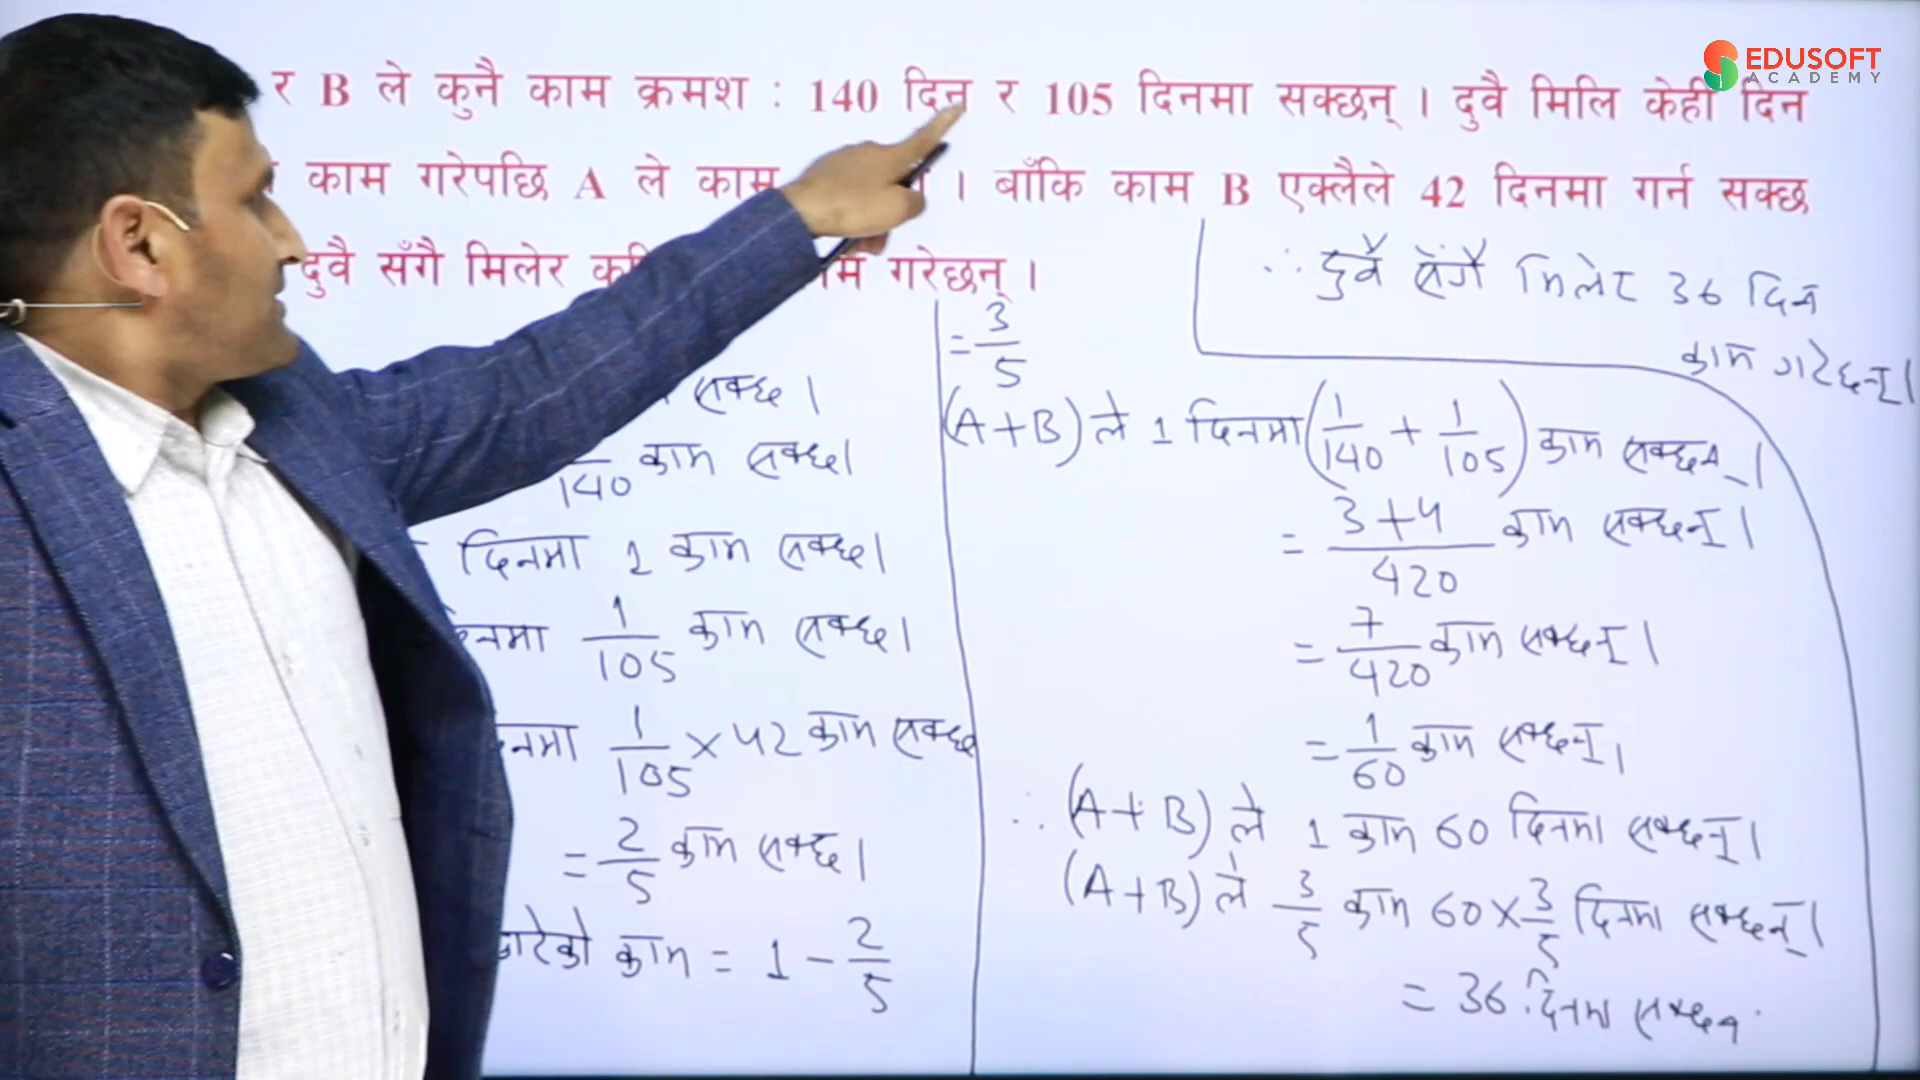 EDUSOFT
ACADEMY
र B ले कुनै काम क्रमश : 140 दिन र 105 दिनमा सक्छन् । दुवै मिलि केही दिन
काम गरेपछि A ले काम । बाँकि काम B एक्लैले 42 दिनमा गर्न सक्छ
दुवै सँगै मिलेर गरेछन् ।
सक्छ।
140 काम सक्छ।
दिनमा 1 काम सक्छ।
1/105 काम सक्छ।
1/105 × 42 काम सक्छ
= 2/5 काम सक्छ।
काम = 1 - 2/5
= 3/5
(A+B) ले 1 दिनमा (1/140 + 1/105) काम सक्छन्।
= 3+4/420 काम सक्छन्।
= 7/420 काम सक्छन्।
= 1/60 काम सक्छन्।
∴ (A+B) ले 1 काम 60 दिनमा सक्छन्।
(A+B) ले 3/5 काम 60×3/5 दिनमा सक्छन्।
= 36 दिनमा सक्छन
∴ दुवै सँगै मिलेर 36 दिन
काम गरेछन्।